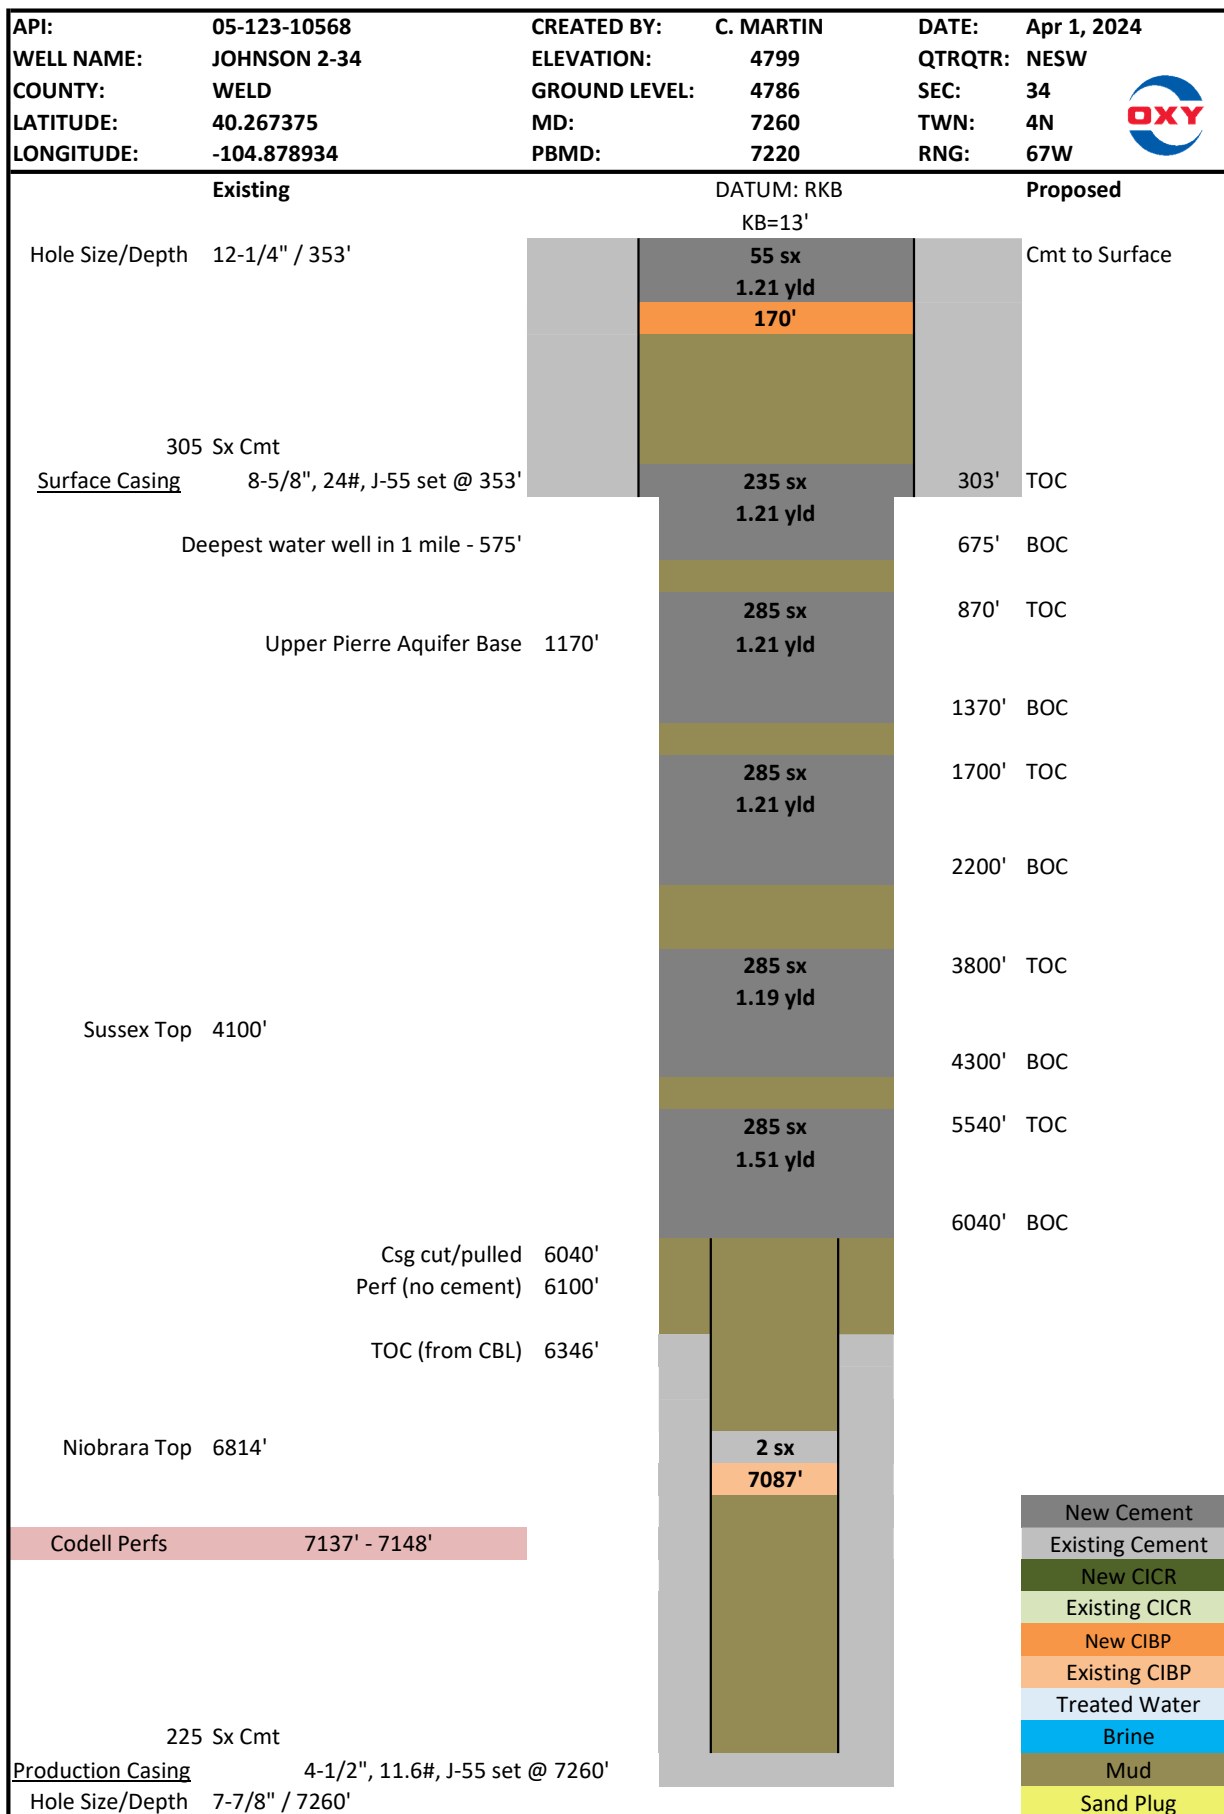 API: 05-123-10568 CREATED BY: C. MARTIN DATE: Apr 1, 2024
WELL NAME: JOHNSON 2-34 ELEVATION: 4799 QTRQTR: NESW
COUNTY: WELD GROUND LEVEL: 4786 SEC: 34
LATITUDE: 40.267375 MD: 7260 TWN: 4N
OXY
LONGITUDE: -104.878934 PBMD: 7220 RNG: 67W
Existing DATUM: RKB Proposed
KB=13'
Hole Size/Depth 12-1/4" / 353' 55 sx Cmt to Surface
1.21 yld
170'
305 Sx Cmt
Surface Casing 8-5/8", 24#, J-55 set @ 353' 235 sx 303' TOC
1.21 yld
Deepest water well in 1 mile - 575' 675' BOC
285 sx 870' TOC
Upper Pierre Aquifer Base 1170' 1.21 yld
1370' BOC
285 sx 1700' TOC
1.21 yld
2200' BOC
285 sx 3800' TOC
1.19 yld
Sussex Top 4100'
4300' BOC
285 sx 5540' TOC
1.51 yld
6040' BOC
Csg cut/pulled 6040'
Perf (no cement) 6100'
TOC (from CBL) 6346'
Niobrara Top 6814' 2 sx
7087'
New Cement
Codell Perfs 7137' - 7148' Existing Cement
New CICR
Existing CICR
New CIBP
Existing CIBP
Treated Water
225 Sx Cmt Brine
Production Casing 4-1/2", 11.6#, J-55 set @ 7260' Mud
Hole Size/Depth 7-7/8" / 7260' Sand Plug